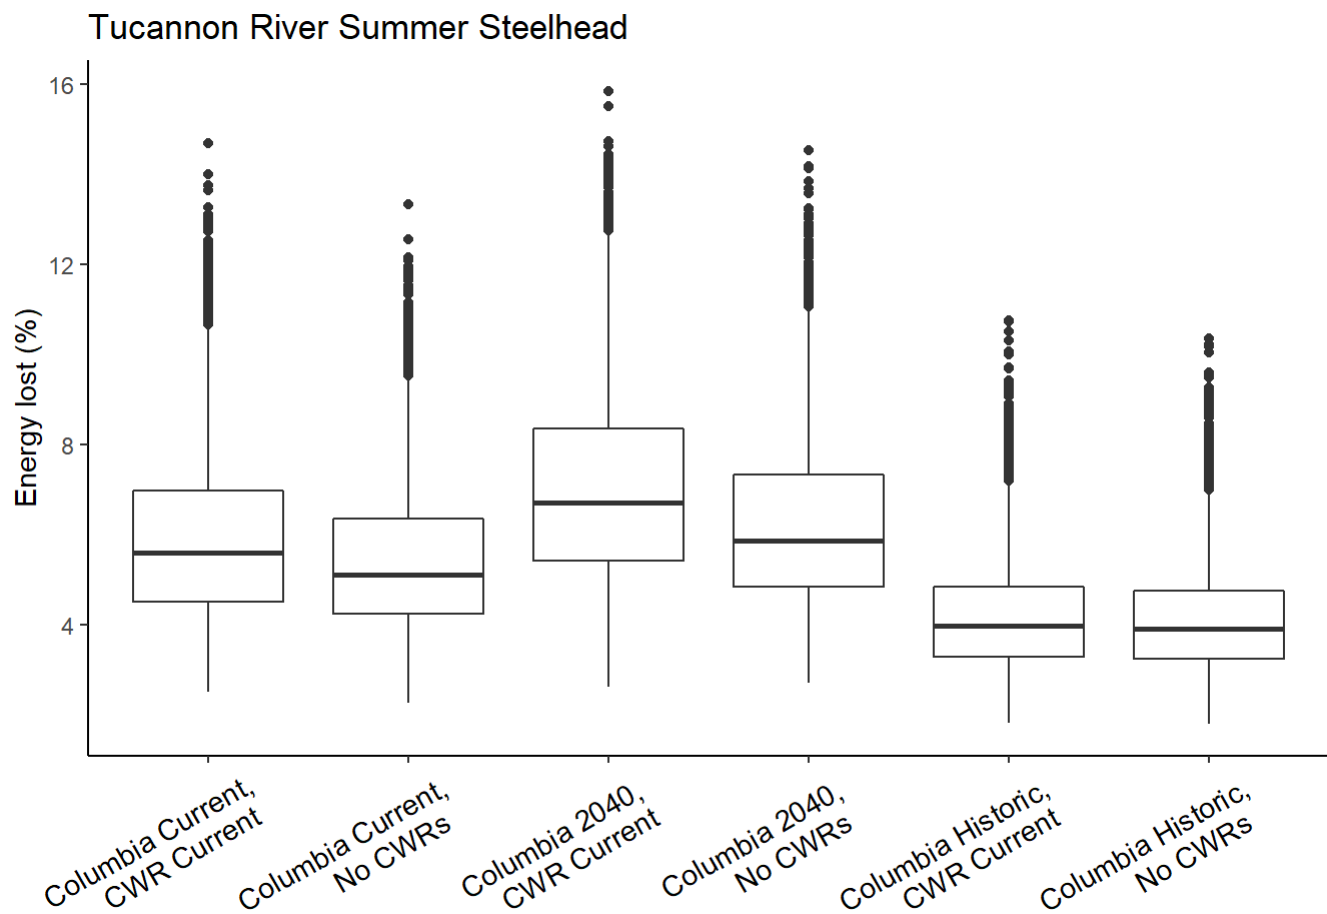 Tucannon River Summer Steelhead
Energy lost (%)
16
12
8
4
Columbia Current,
CWR Current
Columbia Current,
No CWRs
Columbia 2040,
CWR Current
Columbia 2040,
No CWRs
Columbia Historic,
CWR Current
Columbia Historic,
No CWRs